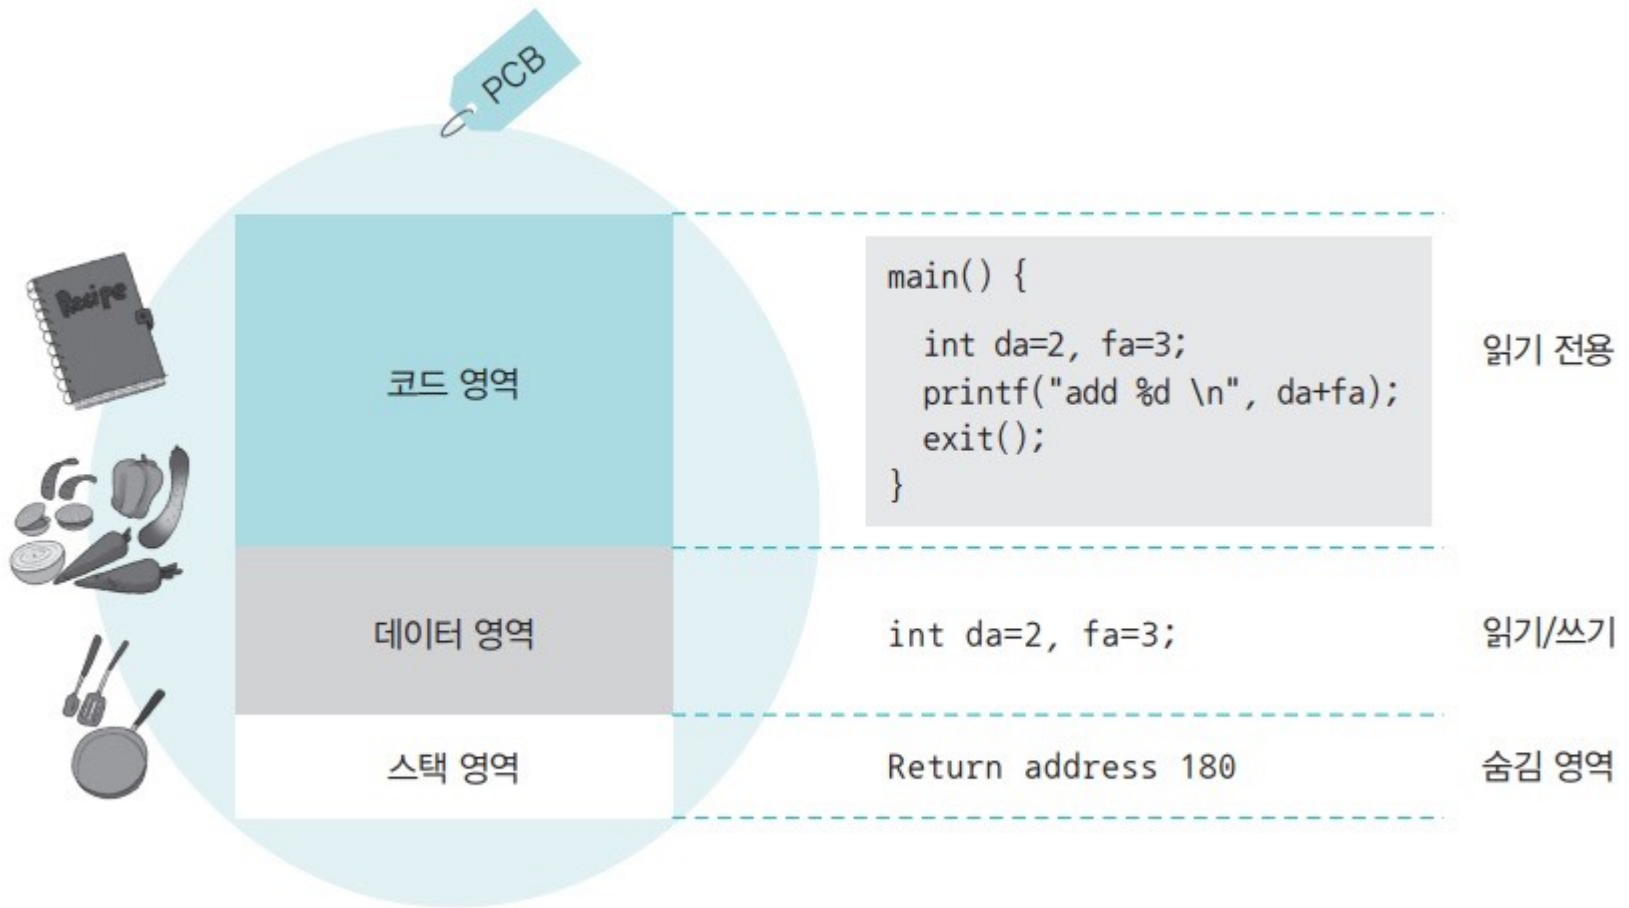 PCB
Recipe
코드 영역
main() {
int da=2, fa=3;
printf("add %d \n", da+fa);
exit();
}
읽기 전용
데이터 영역
int da=2, fa=3;
읽기/쓰기
스택 영역
Return address 180
숨김 영역